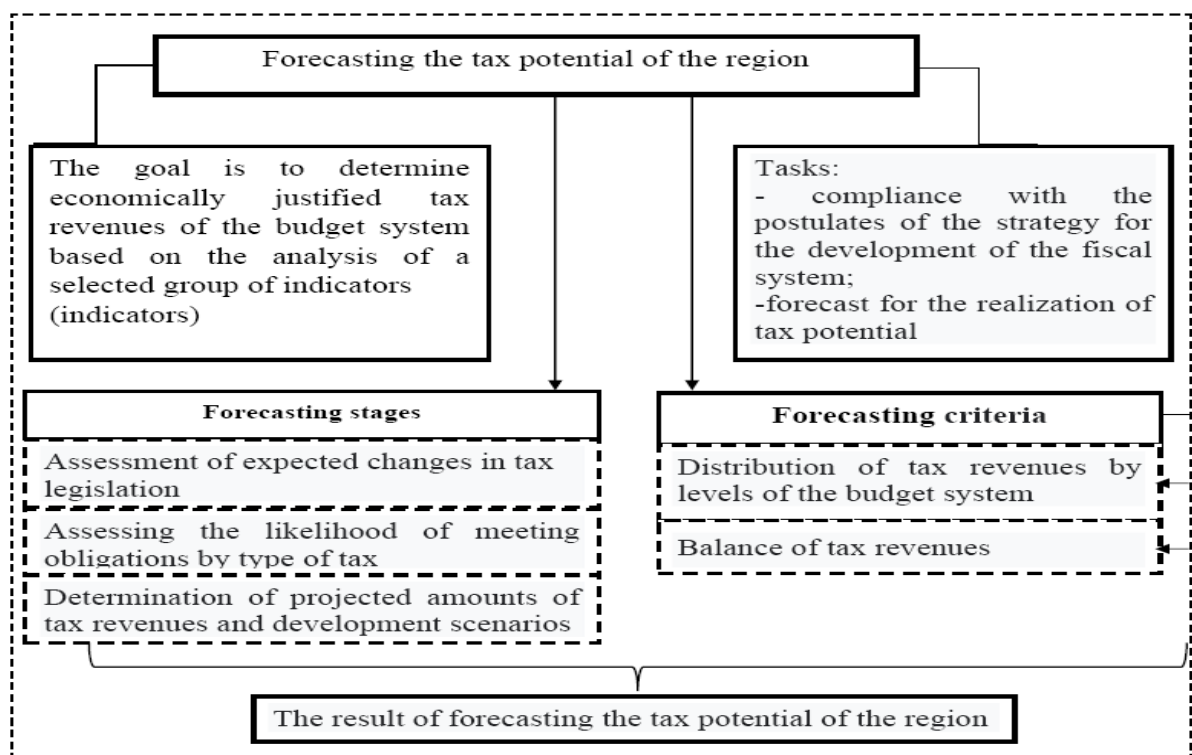 Forecasting the tax potential of the region
The goal is to determine
economically justified tax
revenues of the budget system
based on the analysis of a
selected group of indicators
(indicators)
Tasks:
- compliance with the
postulates of the strategy for
the development of the fiscal
system;
-forecast for the realization of
tax potential
Forecasting stages
Assessment of expected changes in tax
legislation
Assessing the likelihood of meeting
obligations by type of tax
Determination of projected amounts of
tax revenues and development scenarios
Forecasting criteria
Distribution of tax revenues by
levels of the budget system
Balance of tax revenues
The result of forecasting the tax potential of the region